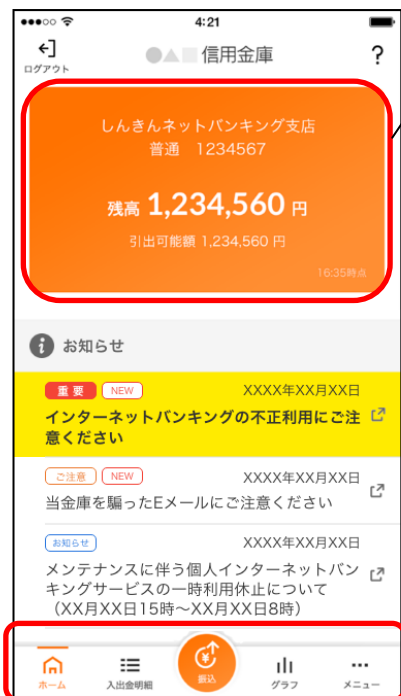 4:21
ログアウト
●▲■信用金庫
?
しんきんネットバンキング支店
普通 1234567
残高 1,234,560 円
引出可能額 1,234,560 円
16:35時点
お知らせ
重要 NEW XXXX年XX月XX日
インターネットバンキングの不正利用にご注
意ください
ご注意 NEW XXXX年XX月XX日
当金庫を騙ったEメールにご注意ください
お知らせ XXXX年XX月XX日
メンテナンスに伴う個人インターネットバン
キングサービスの一時利用休止について
（XX月XX日15時～XX月XX日8時）
ホーム 入出金明細 振込 グラフ メニュー